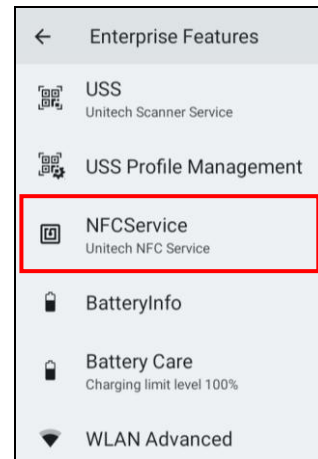 Enterprise Features
USS
Unitech Scanner Service
USS Profile Management
NFCService
Unitech NFC Service
BatteryInfo
Battery Care
Charging limit level 100%
WLAN Advanced